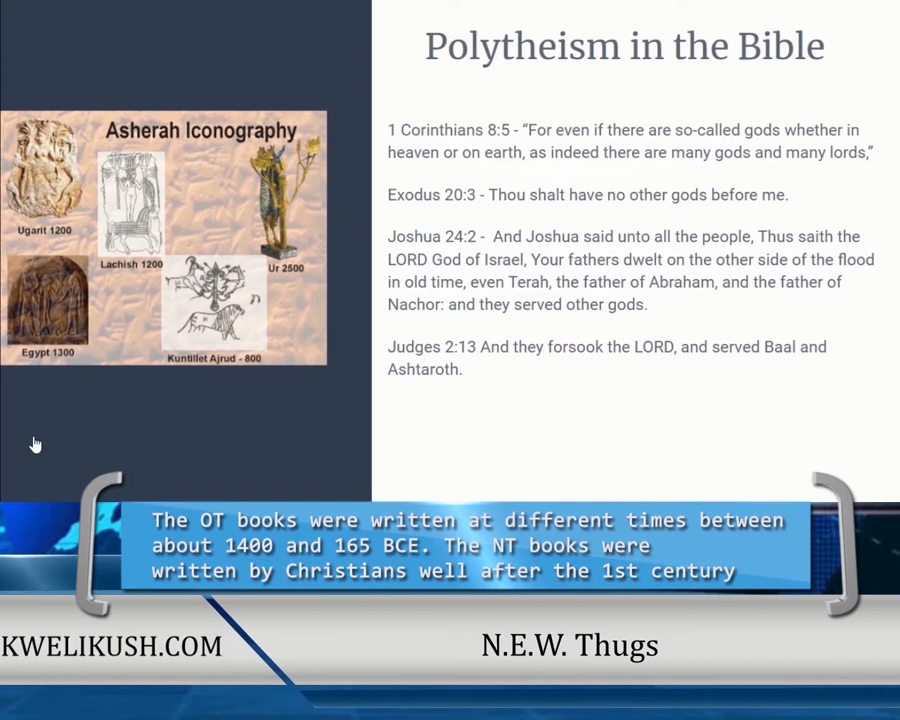 Polytheism in the Bible
Asherah Iconography
Ugarit 1200
Lachish 1200
Ur 2500
Egypt 1300
Kuntillet Ajrud - 800
1 Corinthians 8:5 - “For even if there are so-called gods whether in
heaven or on earth, as indeed there are many gods and many lords,”
Exodus 20:3 - Thou shalt have no other gods before me.
Joshua 24:2 - And Joshua said unto all the people, Thus saith the
LORD God of Israel, Your fathers dwelt on the other side of the flood
in old time, even Terah, the father of Abraham, and the father of
Nachor: and they served other gods.
Judges 2:13 And they forsook the LORD, and served Baal and
Ashtaroth.
The OT books were written at different times between
about 1400 and 165 BCE. The NT books were
written by Christians well after the 1st century
KWELIKUSH.COM
N.E.W. Thugs